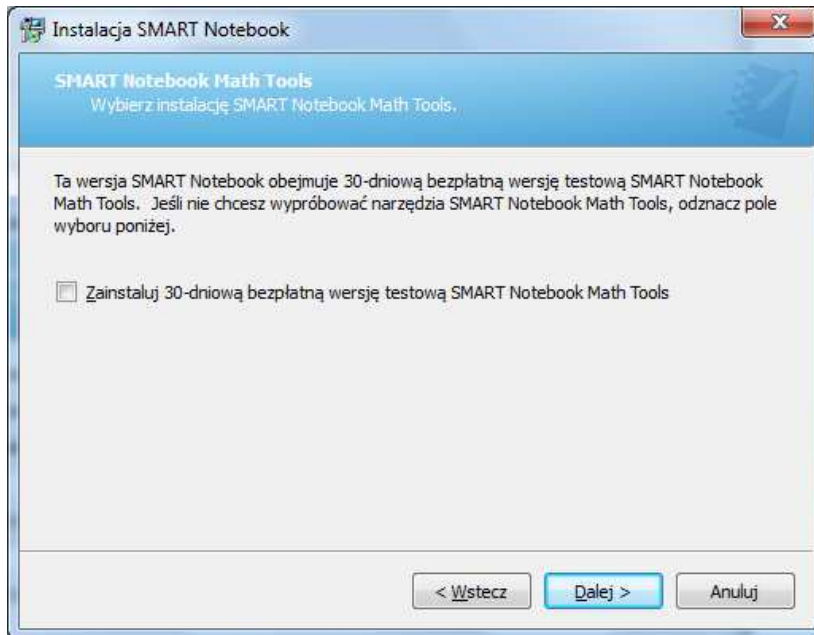 Instalacja SMART Notebook
SMART Notebook Math Tools
Wybierz instalację SMART Notebook Math Tools.
Ta wersja SMART Notebook obejmuje 30-dniową bezpłatną wersję testową SMART Notebook
Math Tools. Jeśli nie chcesz wypróbować narzędzia SMART Notebook Math Tools, odznacz pole
wyboru poniżej.
Zainstaluj 30-dniową bezpłatną wersję testową SMART Notebook Math Tools
< Wstecz
Dalej >
Anuluj